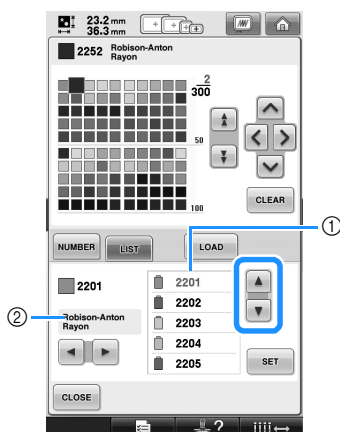 23.2 mm
36.3 mm
2252 Robison-Anton
Rayon
2
300
50
100
CLEAR
NUMBER
LIST
LOAD
①
2201
2201
2202
②
Robison-Anton
Rayon
2203
2204
2205
SET
CLOSE
?